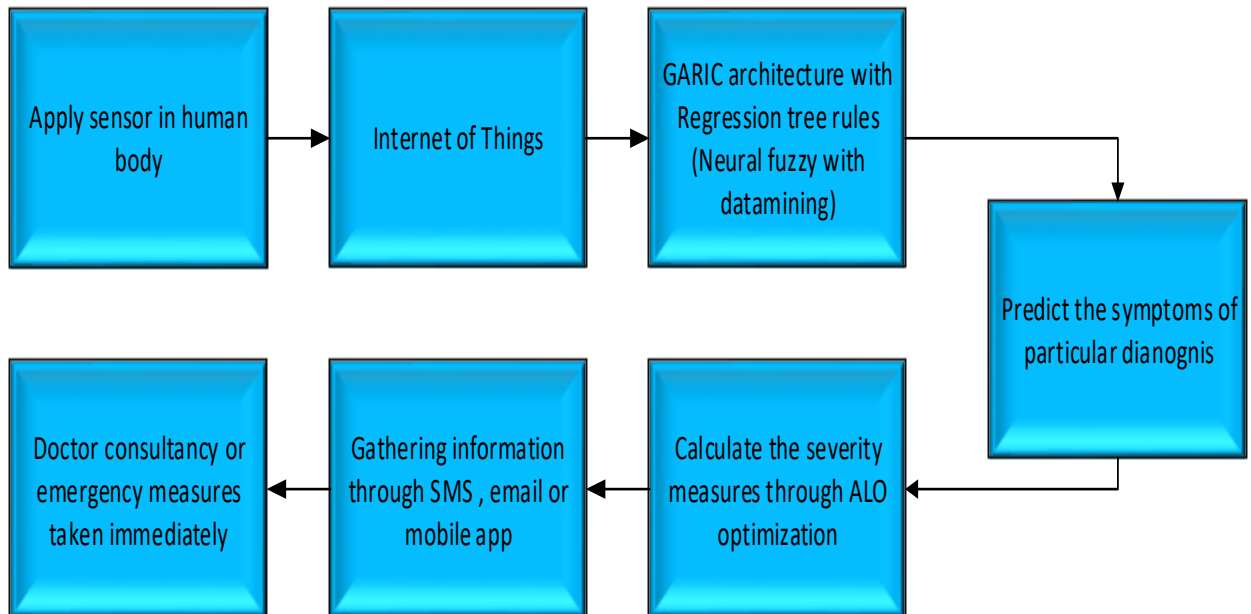 Apply sensor in human
body
Internet of Things
GARIC architecture with
Regression tree rules
(Neural fuzzy with
datamining)
Predict the symptoms of
particular dianognis
Calculate the severity
measures through ALO
optimization
Gathering information
through SMS , email or
mobile app
Doctor consultancy or
emergency measures
taken immediately